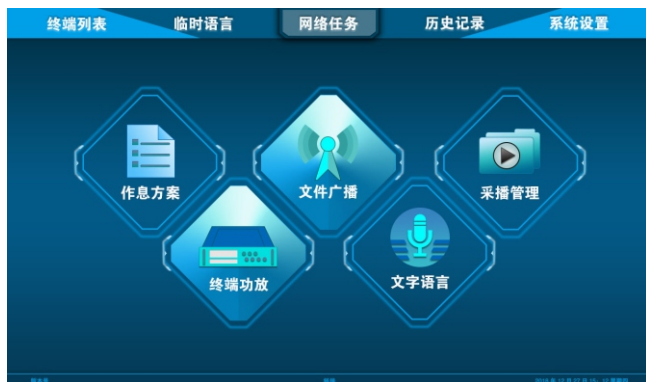 终端列表
临时语言
网络任务
历史记录
系统设置
作息方案
文件广播
采播管理
终端功放
文字语言